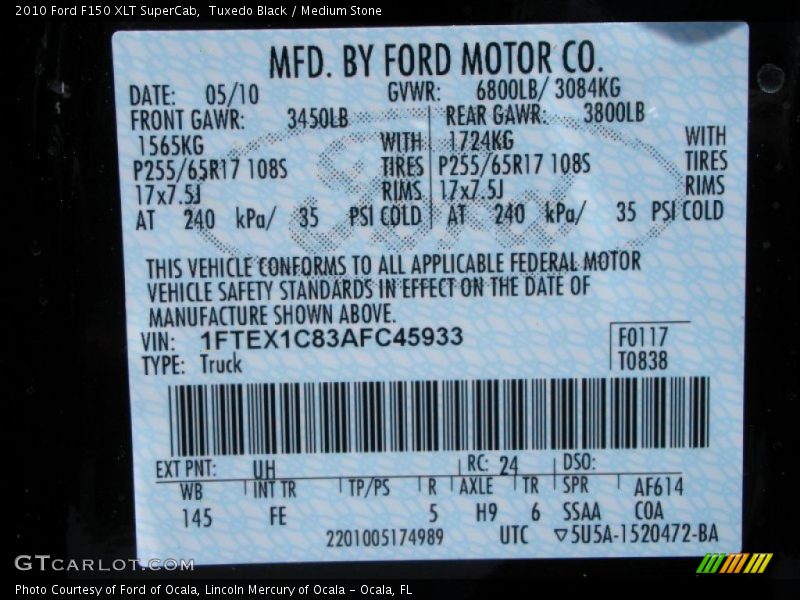 2010 Ford F150 XLT SuperCab,  Tuxedo Black / Medium Stone
MFD. BY FORD MOTOR CO.
DATE: 05/10 GVWR: 6800LB/ 3084KG
FRONT GAWR: 3450LB REAR GAWR: 3800LB
1565KG WITH 1724KG WITH
P255/65R17 108S TIRES P255/65R17 108S TIRES
17x7.5J RIMS 17x7.5J RIMS
AT 240 kPa/ 35 PSI COLD AT 240 kPa/ 35 PSI COLD
THIS VEHICLE CONFORMS TO ALL APPLICABLE FEDERAL MOTOR
VEHICLE SAFETY STANDARDS IN EFFECT ON THE DATE OF
MANUFACTURE SHOWN ABOVE.
VIN: 1FTEX1C83AFC45933 F0117
TYPE: Truck T0838
EXT PNT: UH RC: 24 DSO:
WB INT TR TP/PS R AXLE TR SPR AF614
145 FE 5 H9 6 SSAA COA
2201005174989 UTC ▽5U5A-1520472-BA
GTCARLOT.COM
Photo Courtesy of Ford of Ocala, Lincoln Mercury of Ocala - Ocala, FL